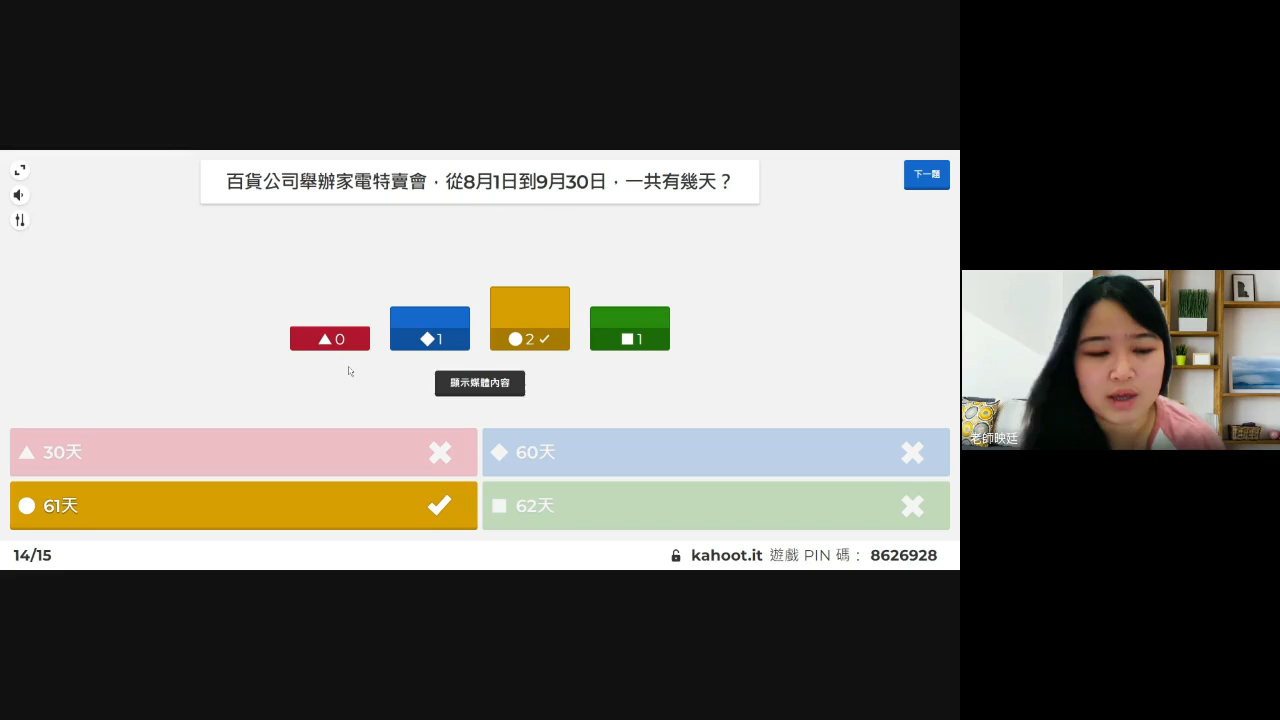 百貨公司舉辦家電特賣會，從8月1日到9月30日，一共有幾天？
下一題
0
1
2
1
顯示媒體內容
30天
60天
61天
62天
14/15
kahoot.it 遊戲 PIN 碼： 8626928
老師映廷